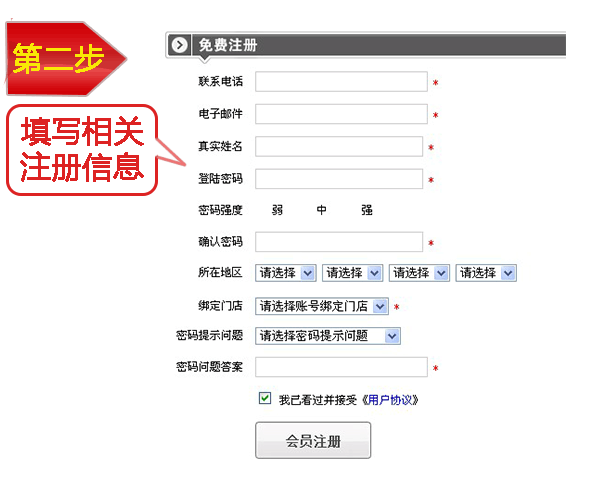 第二步
填写相关
注册信息
免费注册
联系电话 *
电子邮件 *
真实姓名 *
登陆密码 *
密码强度 弱 中 强
确认密码 *
所在地区 请选择 请选择 请选择 请选择
绑定门店 请选择账号绑定门店 *
密码提示问题 请选择密码提示问题
密码问题答案 *
我已看过并接受《用户协议》
会员注册